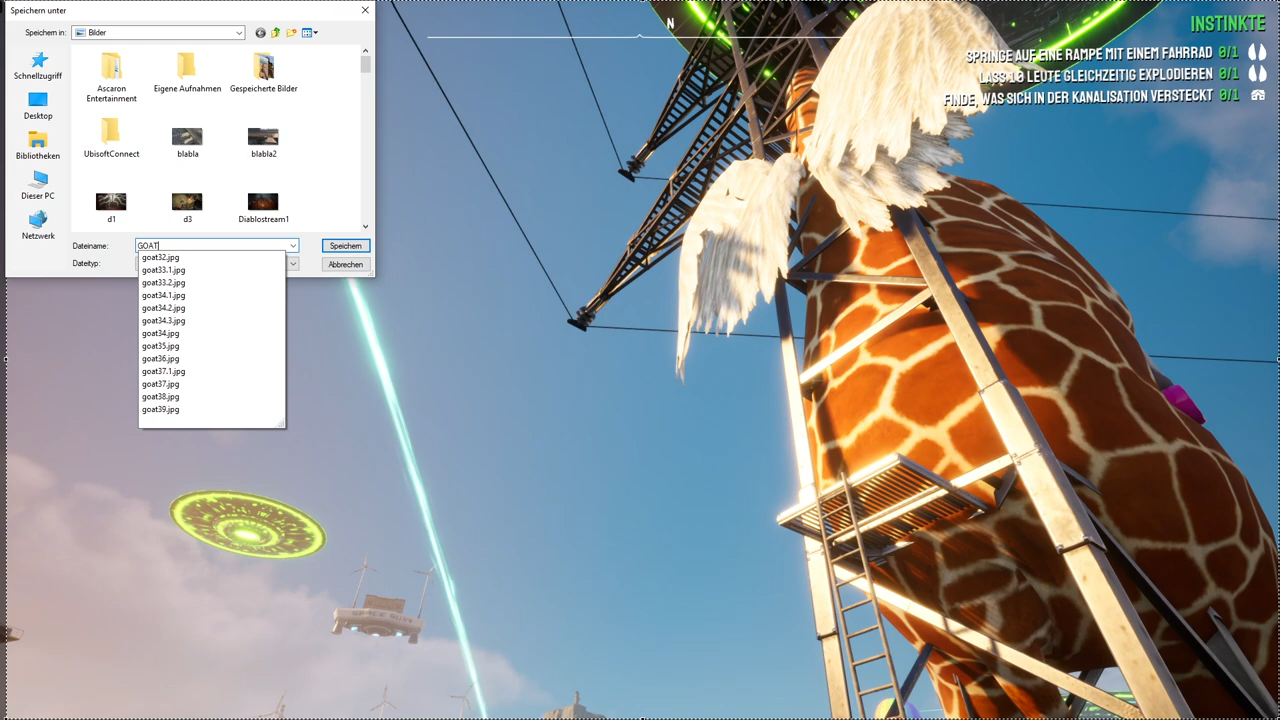 Speichern unter
Speichern in:
Bilder
Schnellzugriff
Desktop
Bibliotheken
Dieser PC
Netzwerk
Ascaron
Entertainment
Eigene Aufnahmen
Gespeicherte Bilder
UbisoftConnect
blabla
blabla2
d1
d3
Diablostream1
Dateiname:
GOAT
Speichern
Dateityp:
Abbrechen
goat32.jpg
goat33.1.jpg
goat33.2.jpg
goat34.1.jpg
goat34.2.jpg
goat34.3.jpg
goat34.jpg
goat35.jpg
goat36.jpg
goat37.1.jpg
goat37.jpg
goat38.jpg
goat39.jpg
N
INSTINKTE
SPRINGE AUF EINE RAMPE MIT EINEM FAHRRAD 0/1
LASS 10 LEUTE GLEICHZEITIG EXPLODIEREN 0/1
FINDE, WAS SICH IN DER KANALISATION VERSTECKT 0/1